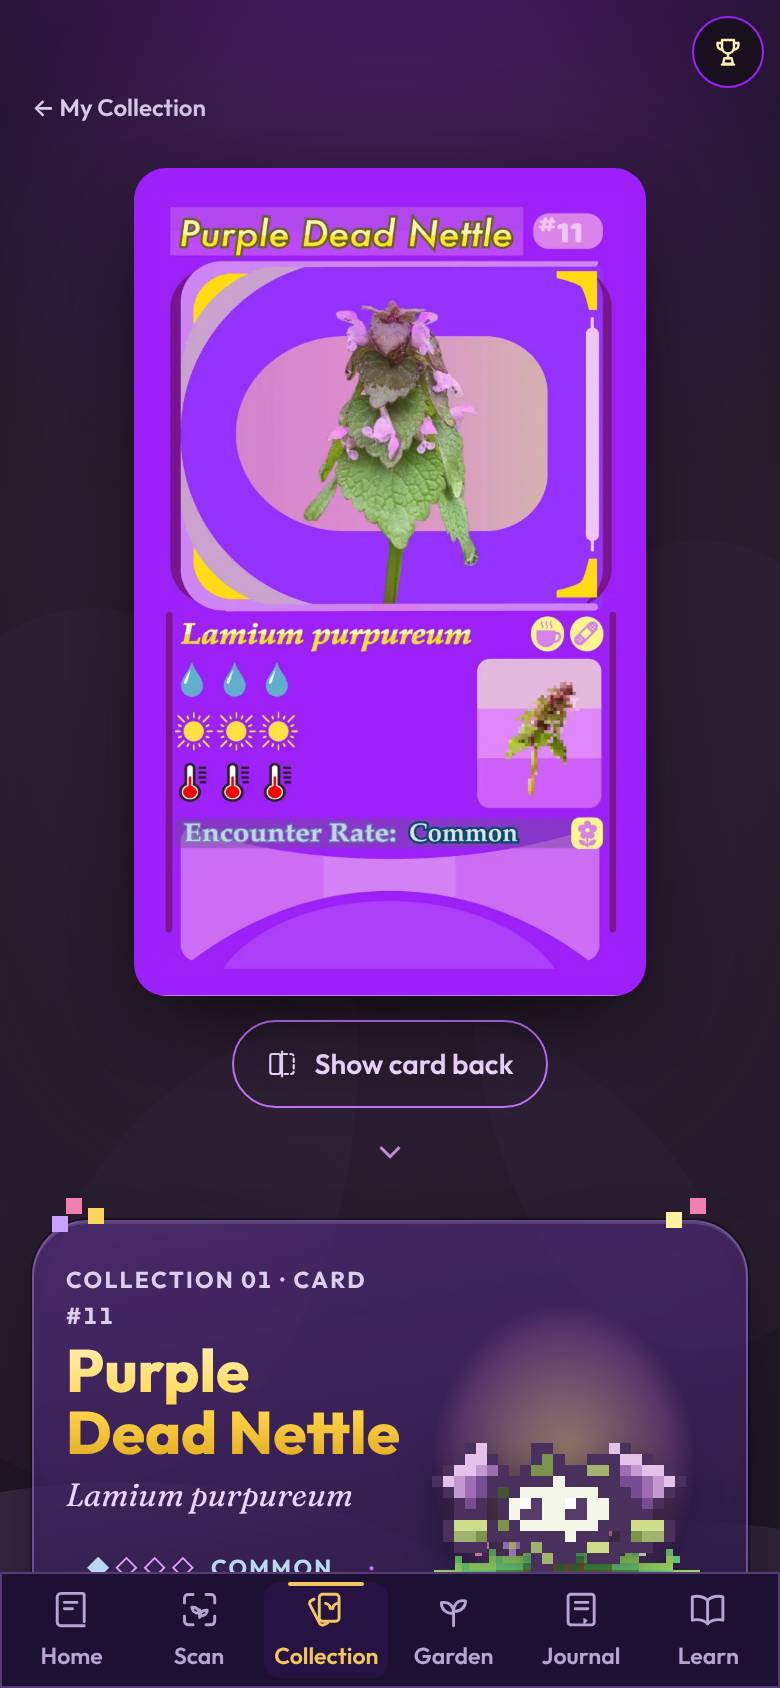 ← My Collection
Purple Dead Nettle #11
Lamium purpureum
Encounter Rate: Common
Show card back
COLLECTION 01 · CARD
#11
Purple
Dead Nettle
Lamium purpureum
COMMON
Home Scan Collection Garden Journal Learn